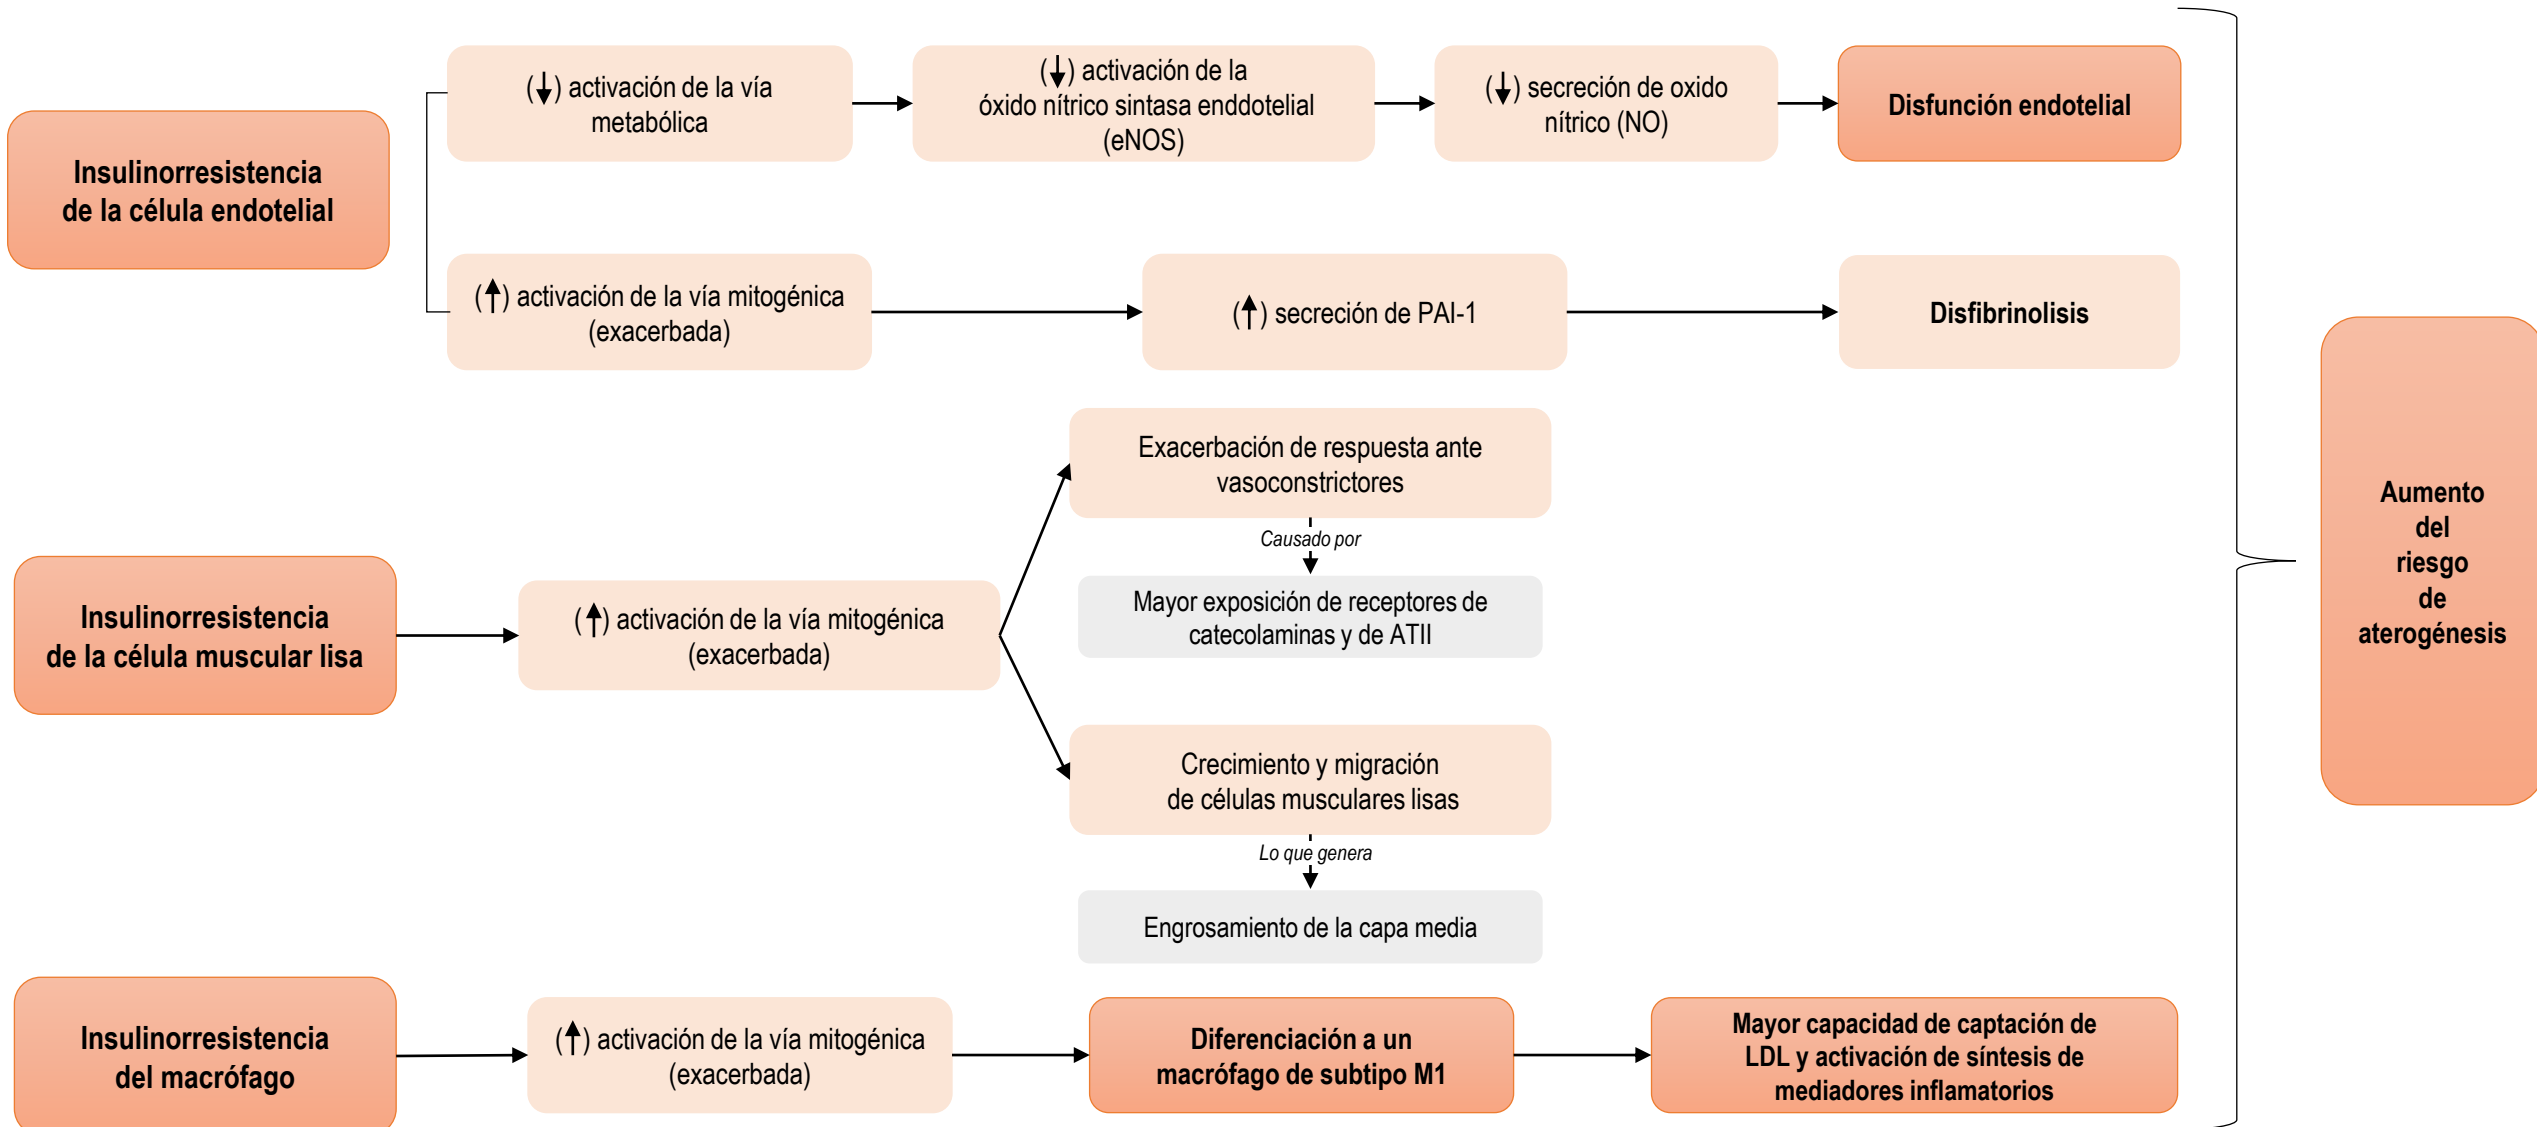 Insulinorresistencia
de la célula endotelial
(↓) activación de la vía
metabólica
(↓) activación de la
óxido nítrico sintasa enddotelial
(eNOS)
(↓) secreción de oxido
nítrico (NO)
Disfunción endotelial
(↑) activación de la vía mitogénica
(exacerbada)
(↑) secreción de PAI-1
Disfibrinolisis
Insulinorresistencia
de la célula muscular lisa
(↑) activación de la vía mitogénica
(exacerbada)
Exacerbación de respuesta ante
vasoconstrictores
Causado por
Mayor exposición de receptores de
catecolaminas y de ATII
Crecimiento y migración
de células musculares lisas
Lo que genera
Engrosamiento de la capa media
Insulinorresistencia
del macrófago
(↑) activación de la vía mitogénica
(exacerbada)
Diferenciación a un
macrófago de subtipo M1
Mayor capacidad de captación de
LDL y activación de síntesis de
mediadores inflamatorios
Aumento
del
riesgo
de
aterogénesis